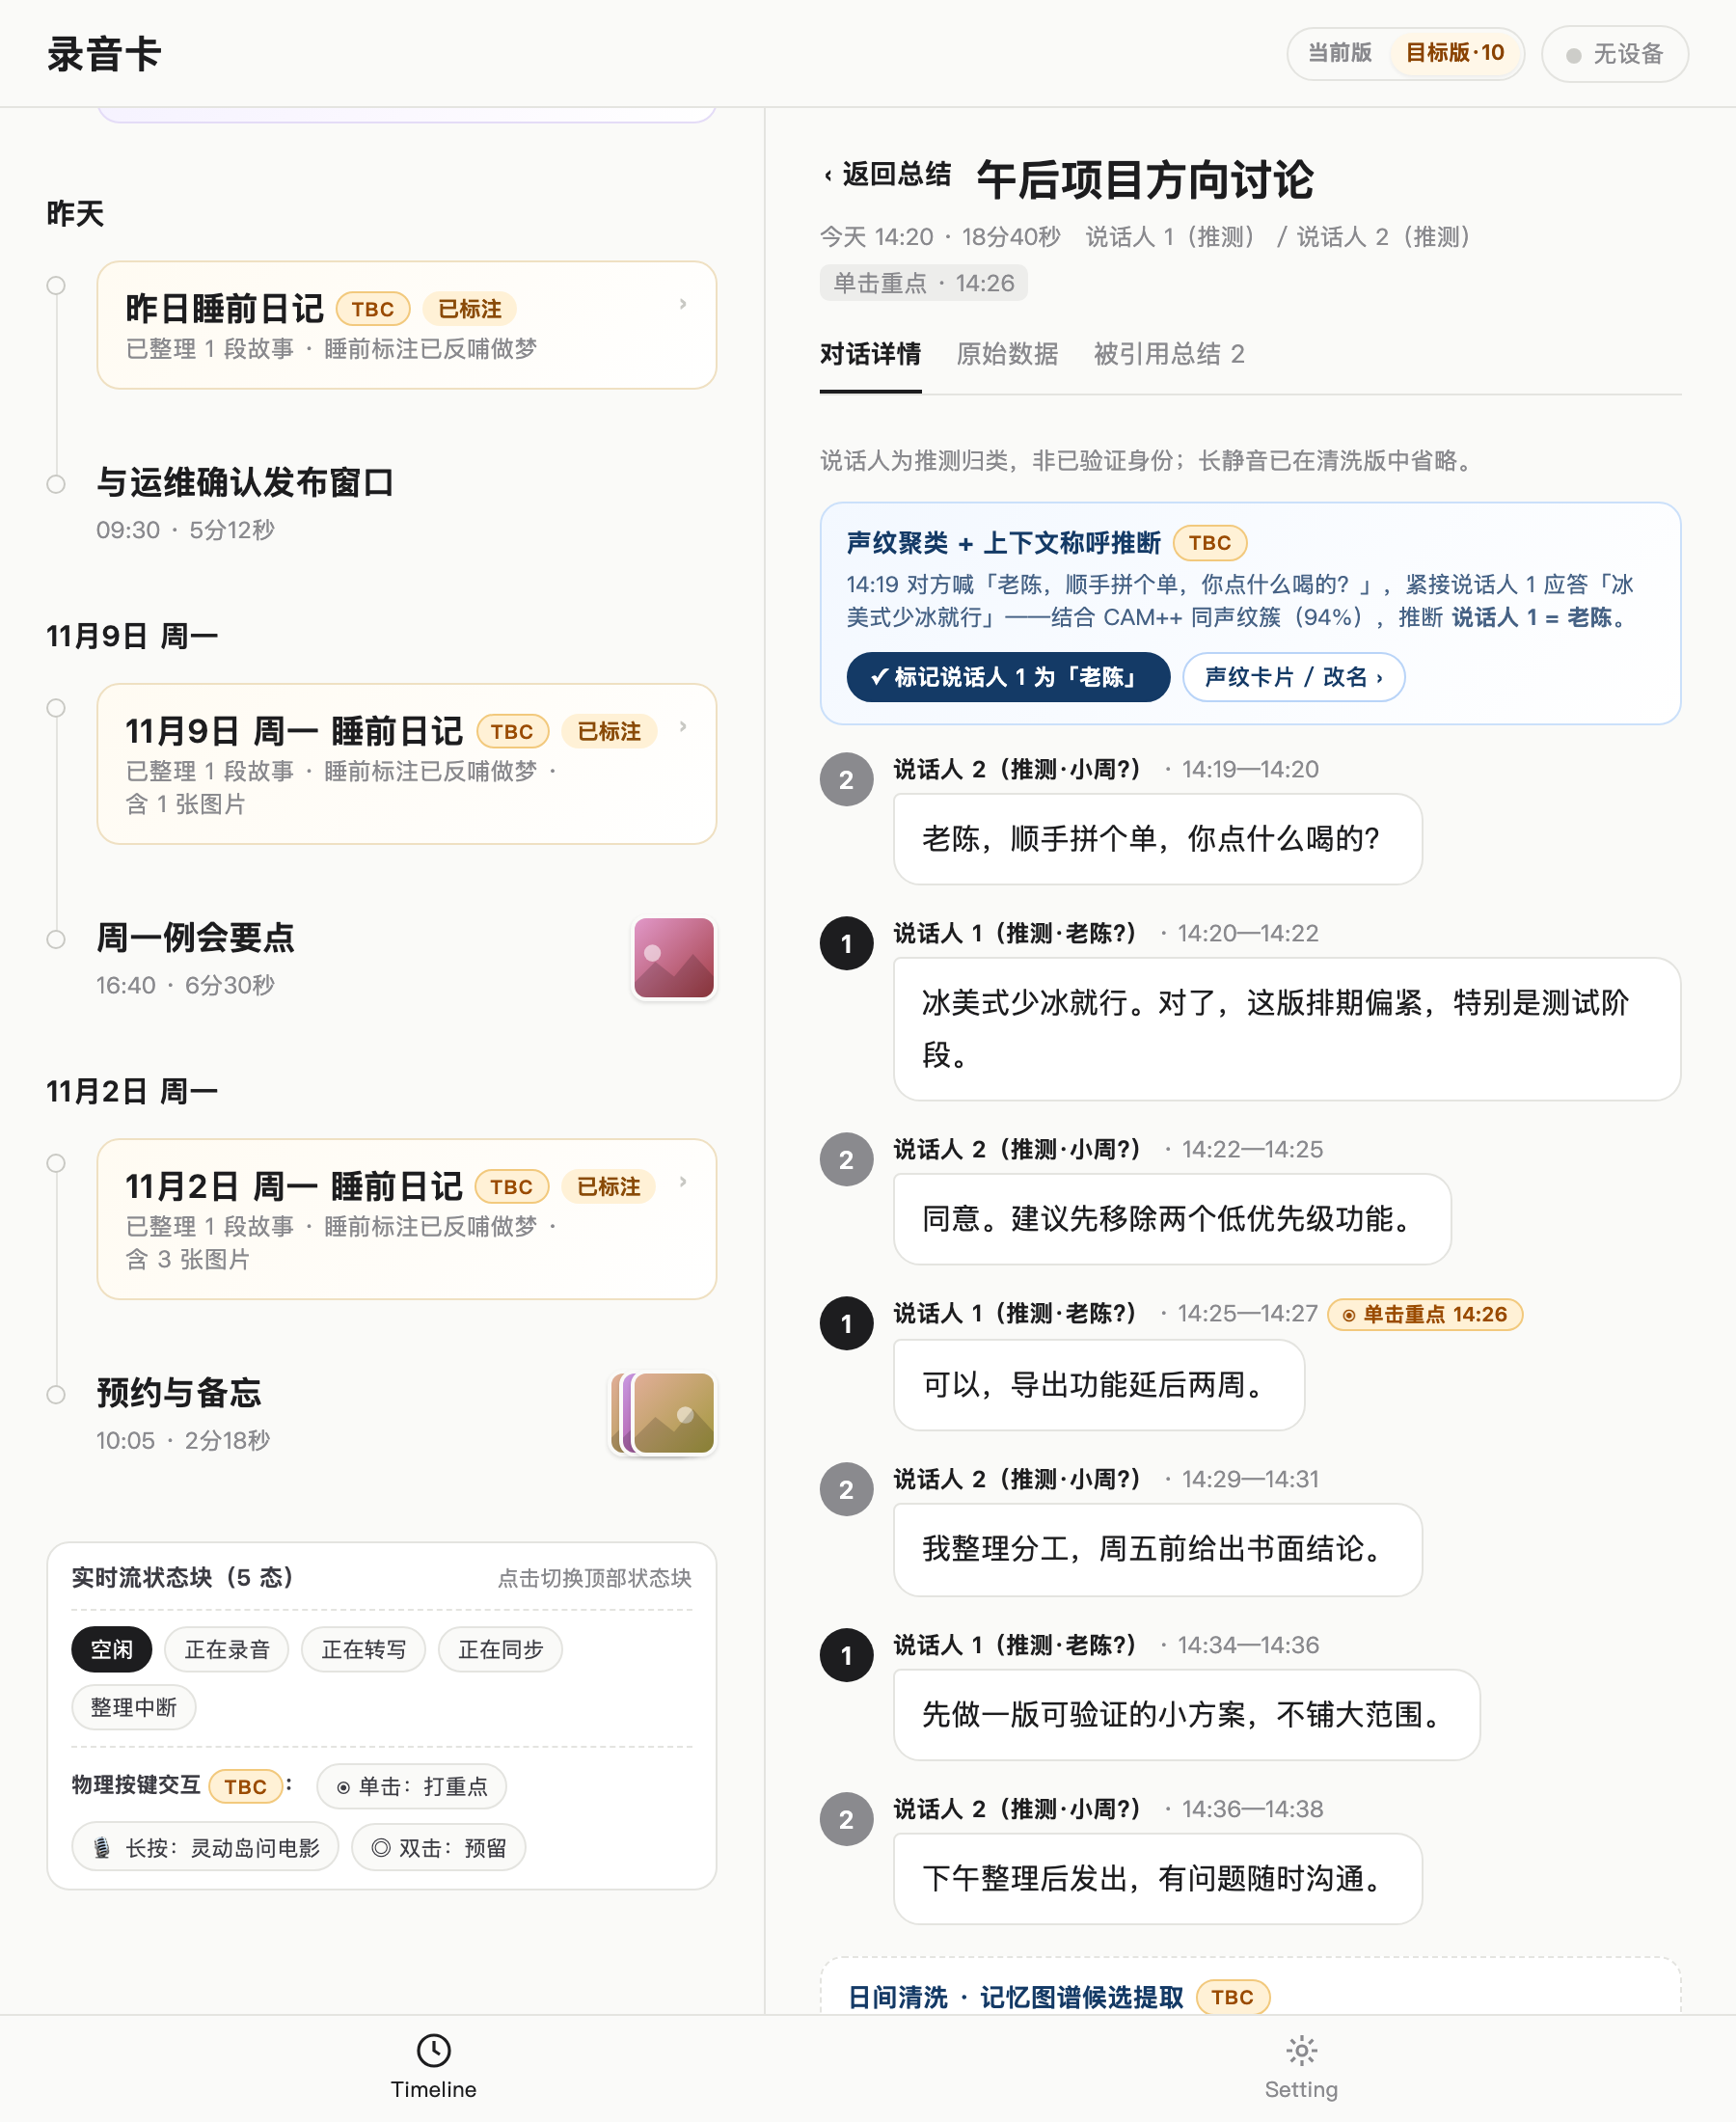 录音卡
当前版 目标版·10
无设备
昨天
昨日睡前日记 TBC 已标注 ›
已整理 1 段故事 · 睡前标注已反哺做梦
与运维确认发布窗口
09:30 · 5分12秒
11月9日 周一
11月9日 周一 睡前日记 TBC 已标注 ›
已整理 1 段故事 · 睡前标注已反哺做梦 ·
含 1 张图片
周一例会要点
16:40 · 6分30秒
11月2日 周一
11月2日 周一 睡前日记 TBC 已标注 ›
已整理 1 段故事 · 睡前标注已反哺做梦 ·
含 3 张图片
预约与备忘
10:05 · 2分18秒
实时流状态块（5 态） 点击切换顶部状态块
空闲 正在录音 正在转写 正在同步
整理中断
物理按键交互 TBC： ◉ 单击：打重点
🎙 长按：灵动岛问电影 ◎ 双击：预留
‹ 返回总结 午后项目方向讨论
今天 14:20 · 18分40秒 说话人 1（推测） / 说话人 2（推测）
单击重点 · 14:26
对话详情 原始数据 被引用总结 2
说话人为推测归类，非已验证身份；长静音已在清洗版中省略。
声纹聚类 + 上下文称呼推断 TBC
14:19 对方喊「老陈，顺手拼个单，你点什么喝的？」，紧接说话人 1 应答「冰
美式少冰就行」——结合 CAM++ 同声纹簇（94%），推断 说话人 1 = 老陈。
✓ 标记说话人 1 为「老陈」 声纹卡片 / 改名 ›
2 说话人 2（推测·小周?） · 14:19—14:20
老陈，顺手拼个单，你点什么喝的？
1 说话人 1（推测·老陈?） · 14:20—14:22
冰美式少冰就行。对了，这版排期偏紧，特别是测试阶
段。
2 说话人 2（推测·小周?） · 14:22—14:25
同意。建议先移除两个低优先级功能。
1 说话人 1（推测·老陈?） · 14:25—14:27 ◉ 单击重点 14:26
可以，导出功能延后两周。
2 说话人 2（推测·小周?） · 14:29—14:31
我整理分工，周五前给出书面结论。
1 说话人 1（推测·老陈?） · 14:34—14:36
先做一版可验证的小方案，不铺大范围。
2 说话人 2（推测·小周?） · 14:36—14:38
下午整理后发出，有问题随时沟通。
日间清洗 · 记忆图谱候选提取 TBC
Timeline
Setting